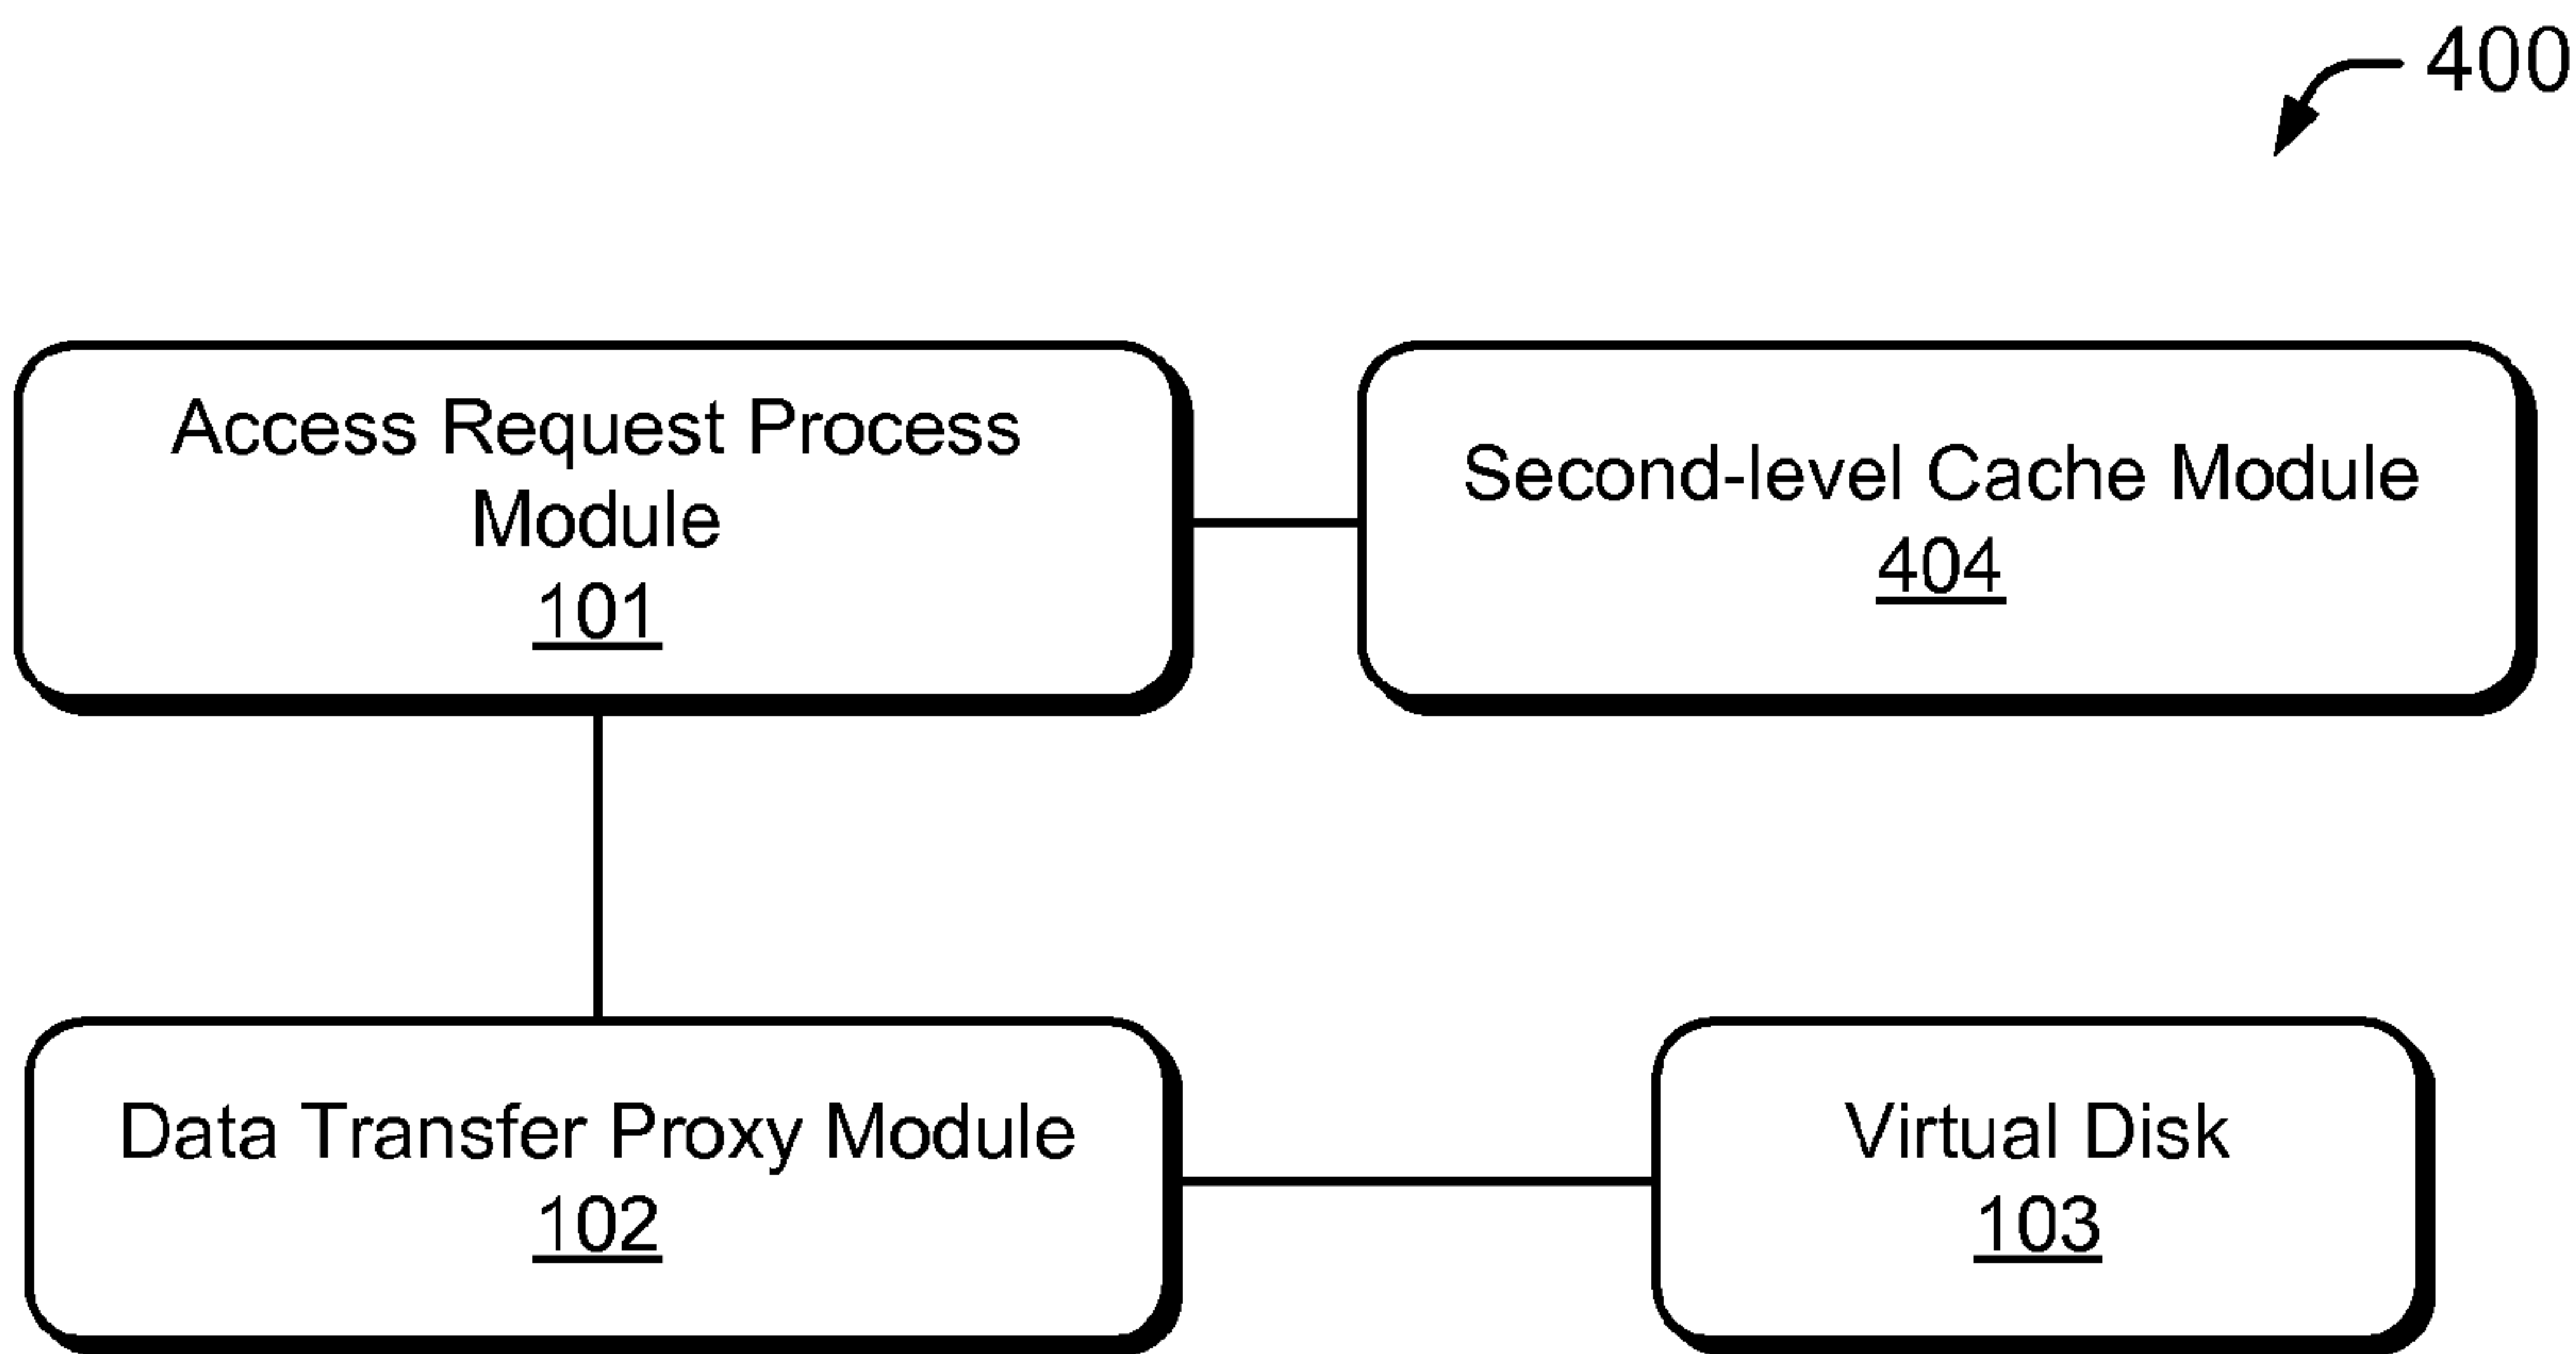 400
Access Request Process
Module
101
Second-level Cache Module
404
Data Transfer Proxy Module
102
Virtual Disk
103